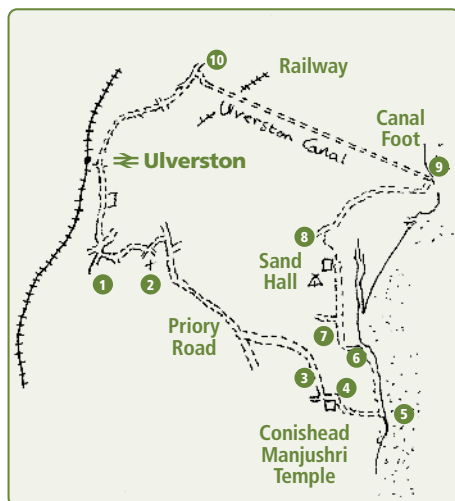 10
Railway
Ulverston Canal
Canal
Foot
9
Ulverston
8
Sand
Hall
1
2
Priory
Road
7
6
3
4
5
Conishead
Manjushri
Temple